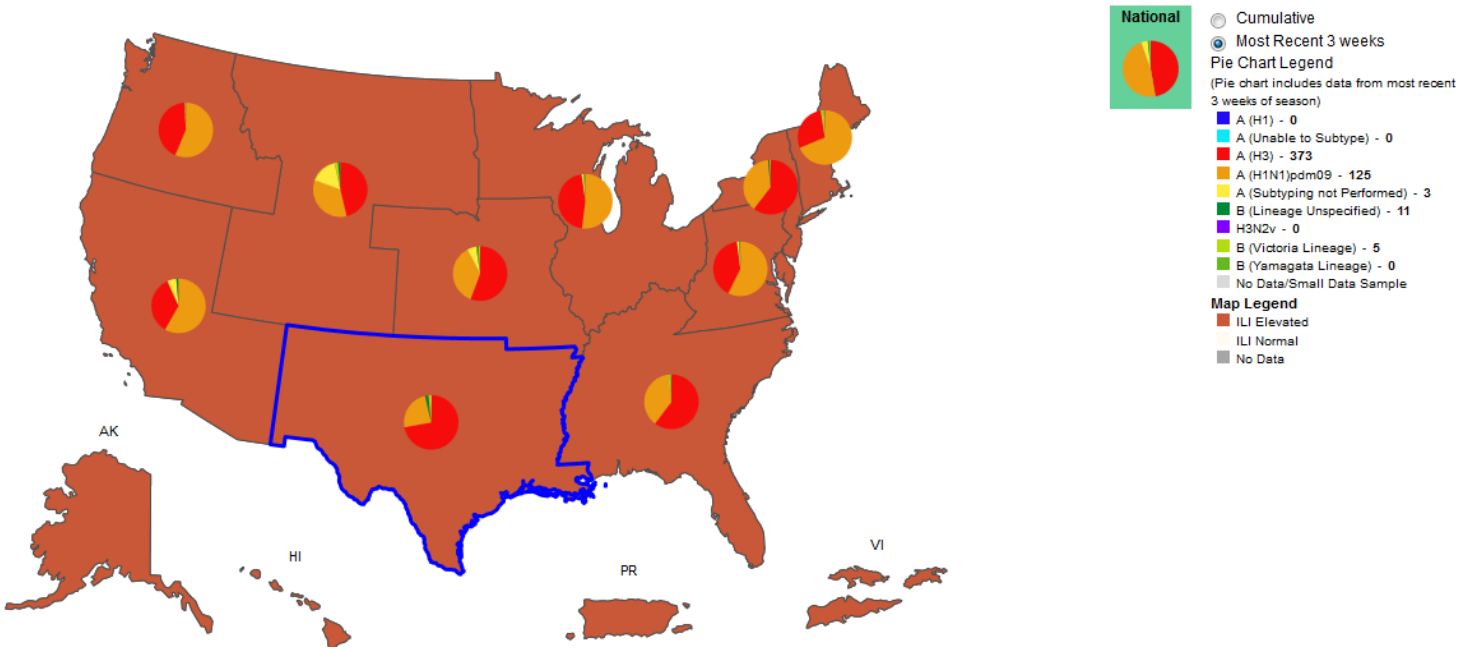 National
Cumulative
Most Recent 3 weeks
Pie Chart Legend
(Pie chart includes data from most recent
3 weeks of season)
A (H1) - 0
A (Unable to Subtype) - 0
A (H3) - 373
A (H1N1)pdm09 - 125
A (Subtyping not Performed) - 3
B (Lineage Unspecified) - 11
H3N2v - 0
B (Victoria Lineage) - 5
B (Yamagata Lineage) - 0
No Data/Small Data Sample
Map Legend
ILI Elevated
ILI Normal
No Data
AK
HI
PR
VI